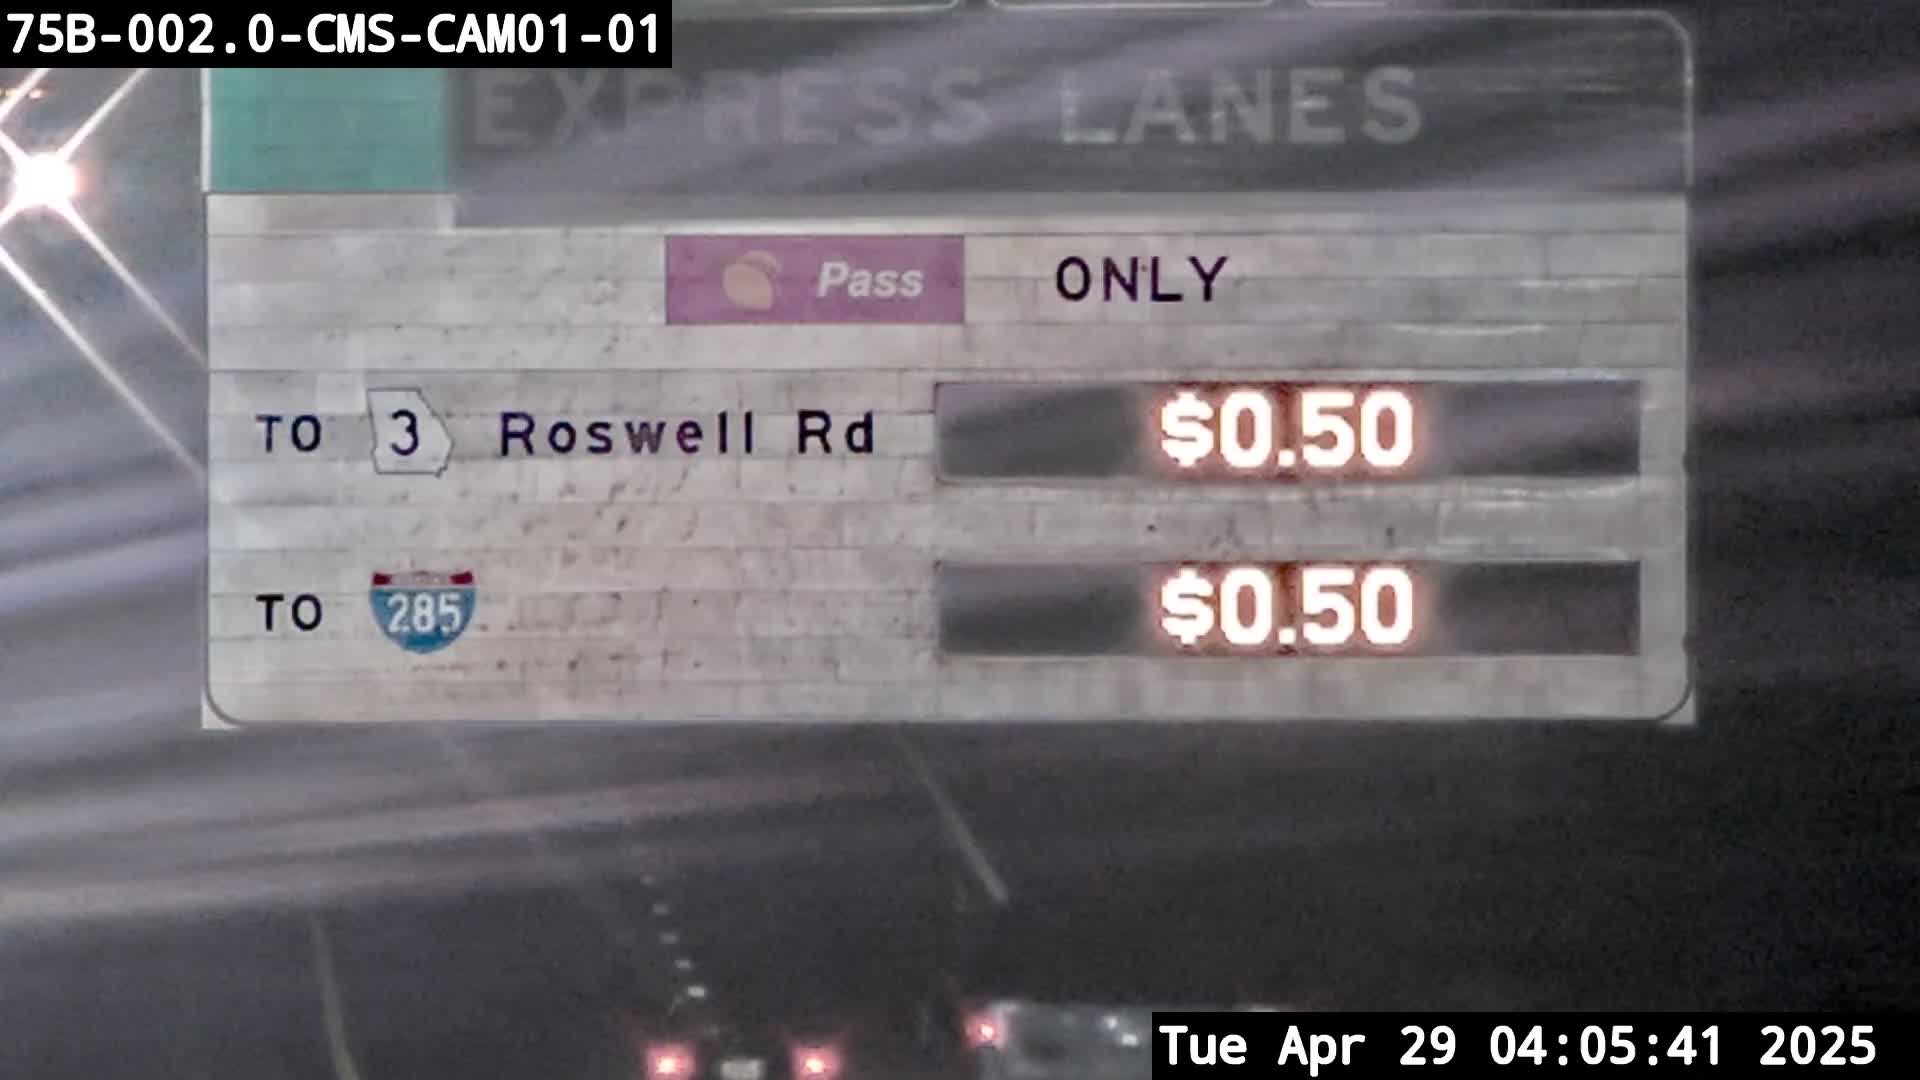 75B-002.0-CMS-CAM01-01
EXPRESS LANES
Pass ONLY
TO 3 Roswell Rd $0.50
TO 285 $0.50
Tue Apr 29 04:05:41 2025